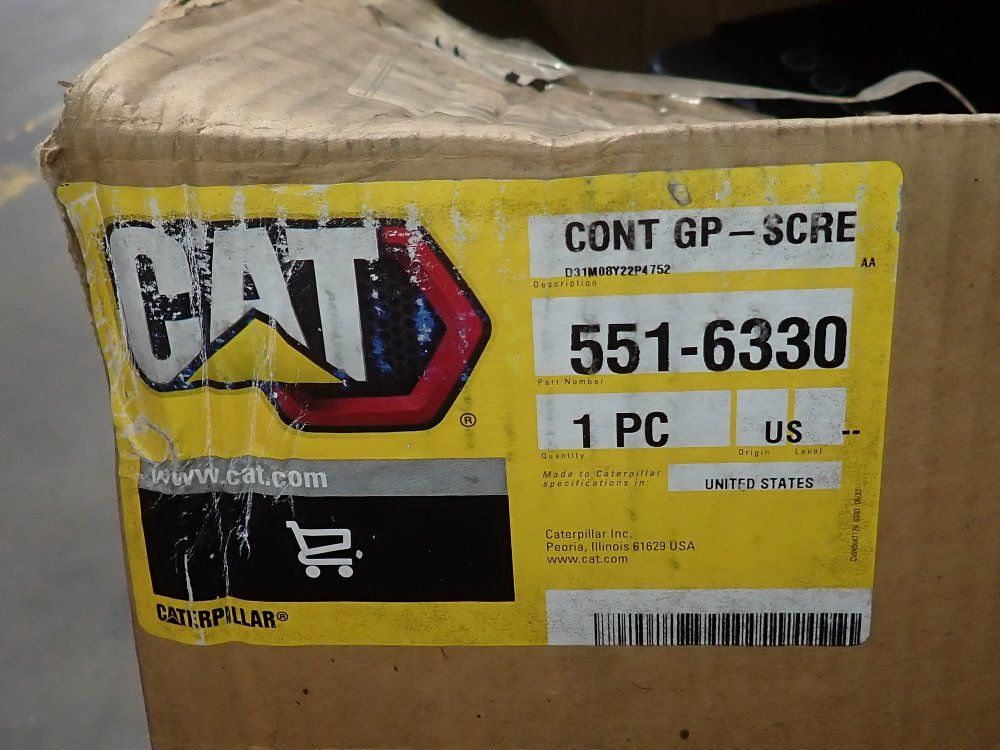 CAT
®
www.cat.com
CATERPILLAR®
CONT GP-SCRE
D31M08Y22P4752
AA
Description
551-6330
Part Number
1 PC
US
--
Quantity
Origin
Level
Made to Caterpillar
specifications in:
UNITED STATES
Caterpillar Inc.
Peoria, Illinois 61629 USA
www.cat.com